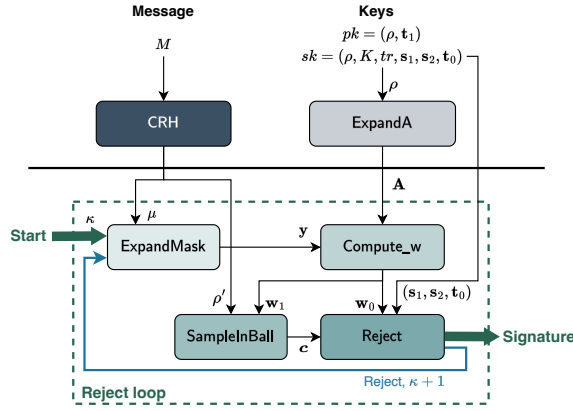 Message
Keys
M
pk = (ρ, t₁)
sk = (ρ, K, tr, s₁, s₂, t₀)
ρ
CRH
ExpandA
A
κ
μ
Start
ExpandMask
y
Compute_w
ρ′
w₁
w₀
(s₁, s₂, t₀)
SampleInBall
c
Reject
Signature
Reject, κ + 1
Reject loop